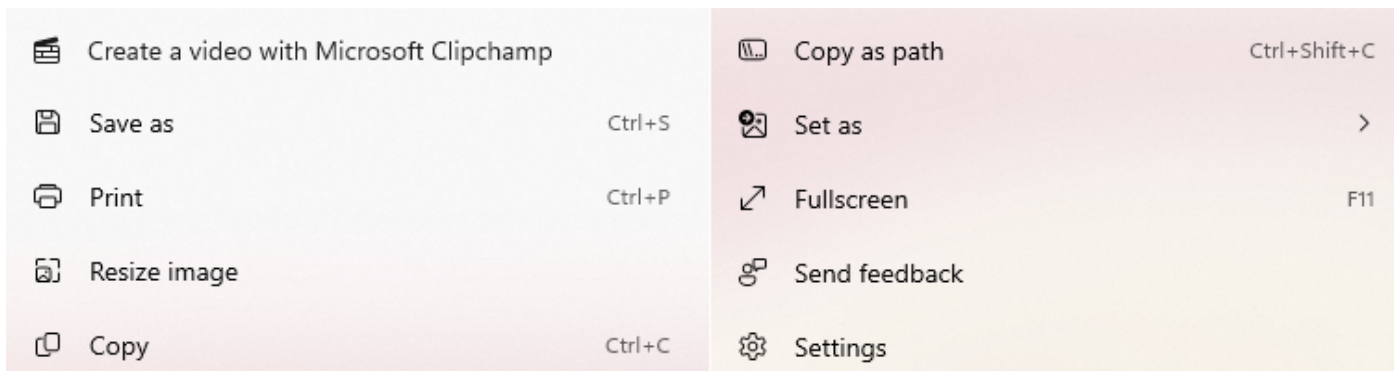 Create a video with Microsoft Clipchamp
Save as Ctrl+S
Print Ctrl+P
Resize image
Copy Ctrl+C
Copy as path Ctrl+Shift+C
Set as
Fullscreen F11
Send feedback
Settings